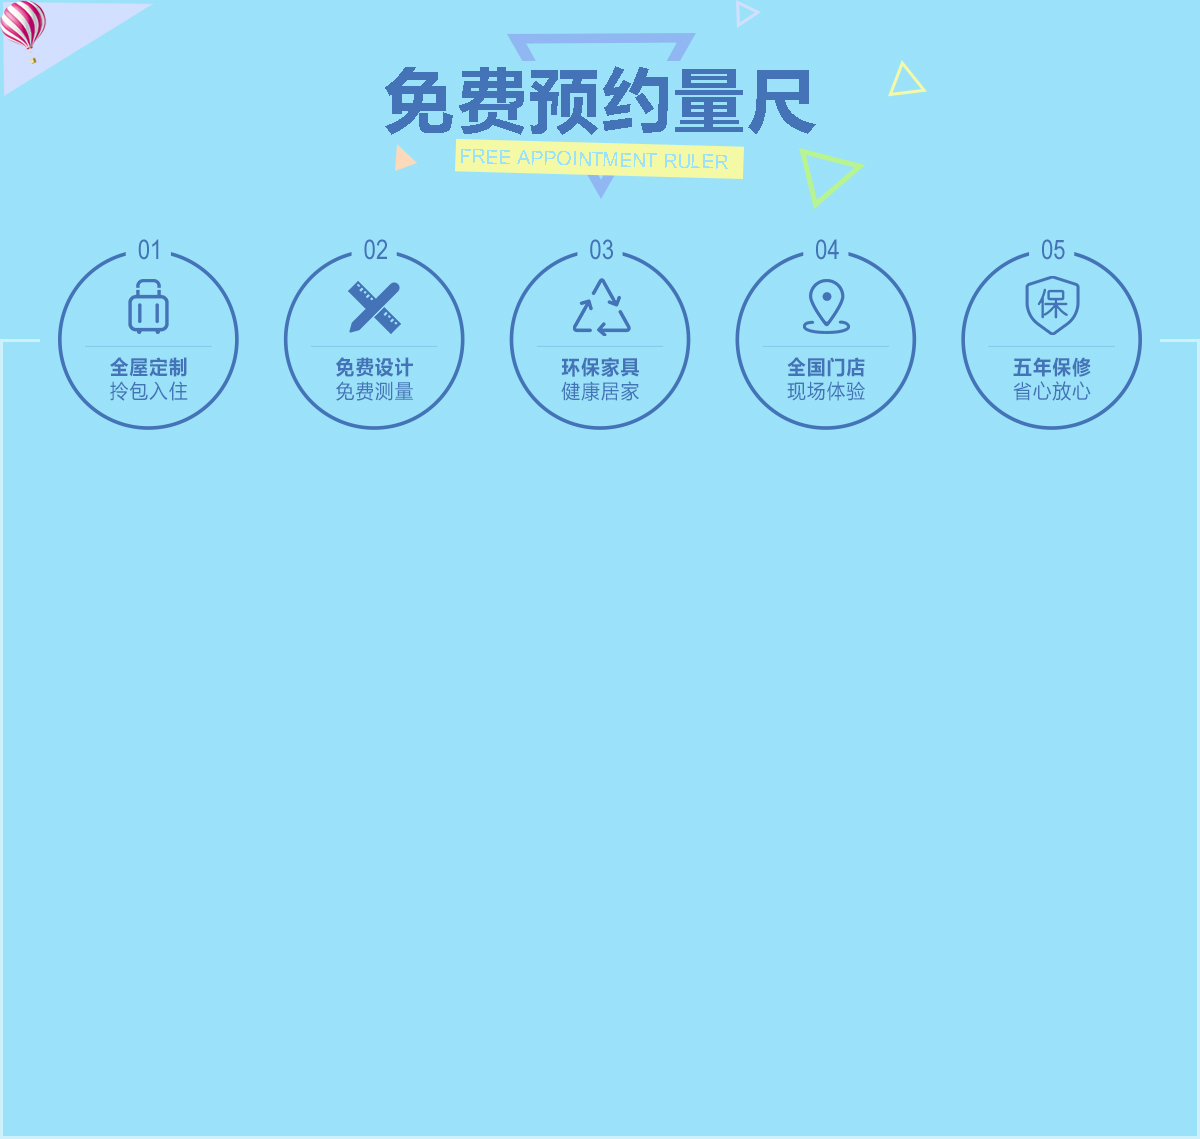 免费预约量尺
FREE APPOINTMENT RULER
01
全屋定制
拎包入住
02
免费设计
免费测量
03
环保家具
健康居家
04
全国门店
现场体验
05
保
五年保修
省心放心